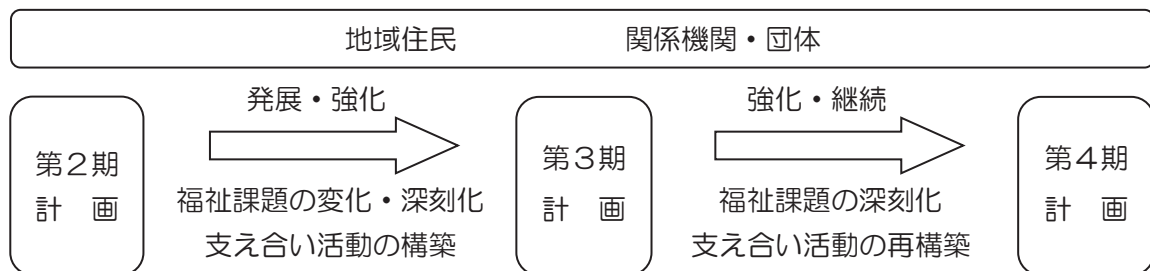 地域住民　関係機関・団体
発展・強化
強化・継続
第２期
計　画
福祉課題の変化・深刻化
支え合い活動の構築
第３期
計　画
福祉課題の深刻化
支え合い活動の再構築
第４期
計　画